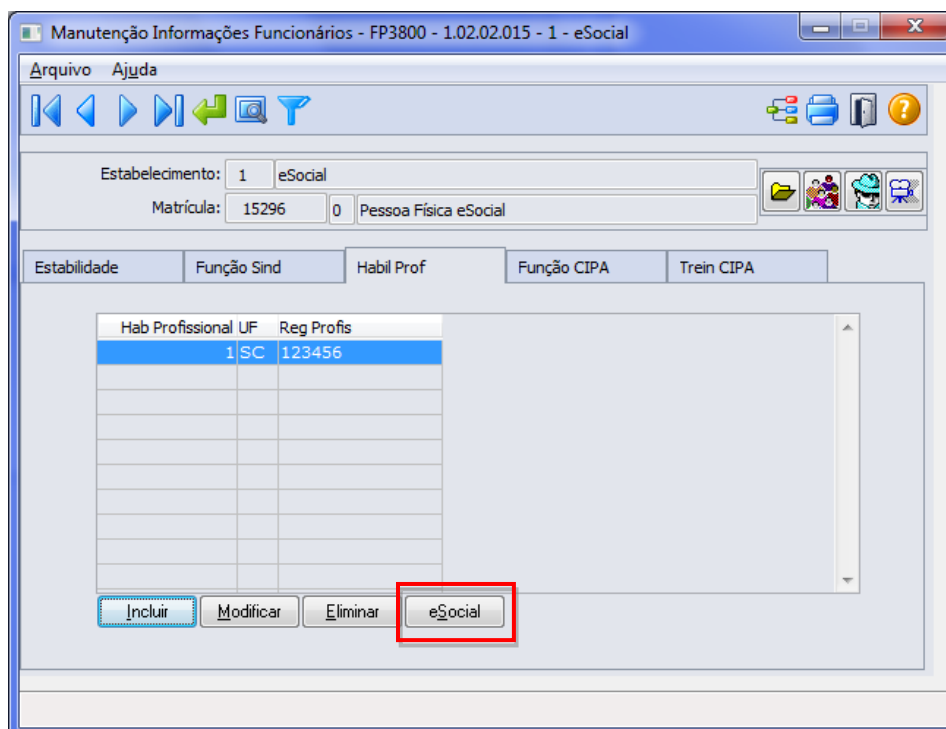 Manutenção Informações Funcionários - FP3800 - 1.02.02.015 - 1 - eSocial
Arquivo Ajuda
?
Estabelecimento: 1 eSocial
Matrícula: 15296 0 Pessoa Física eSocial
Estabilidade Função Sind Habil Prof Função CIPA Trein CIPA
Hab Profissional UF Reg Profis
1 SC 123456
Incluir Modificar Eliminar eSocial